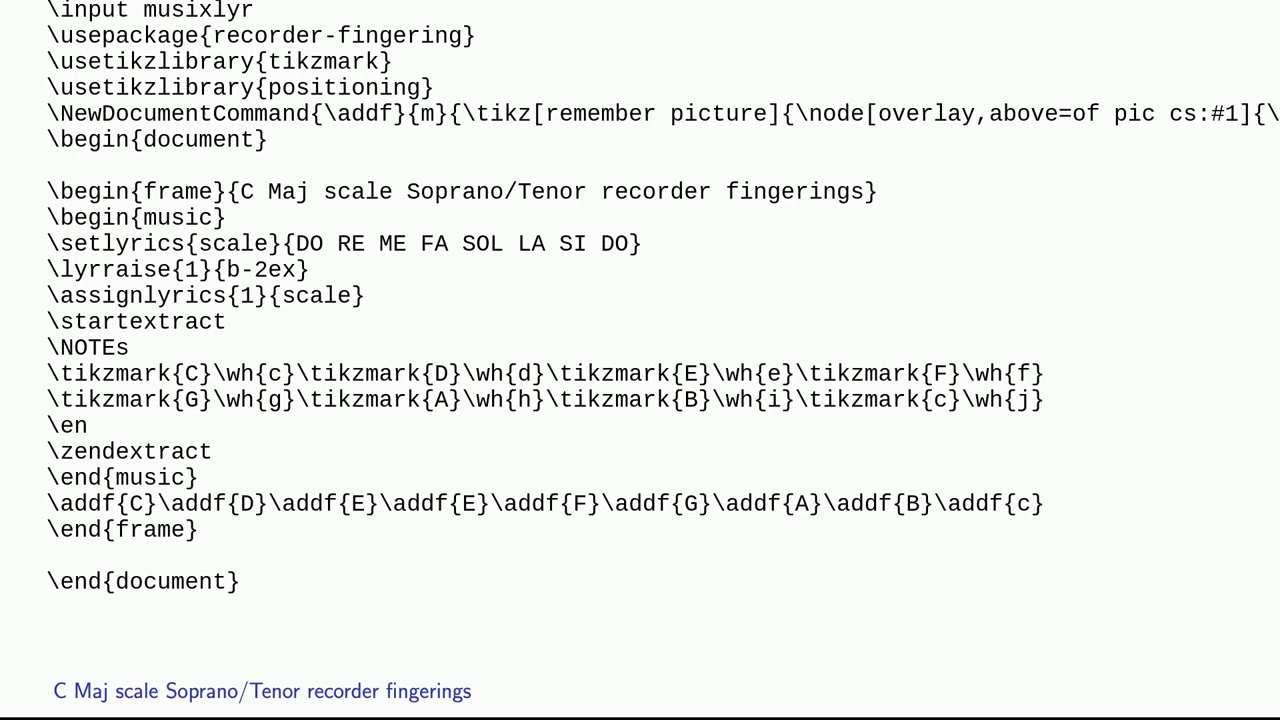 \input musixlyr
\usepackage{recorder-fingering}
\usetikzlibrary{tikzmark}
\usetikzlibrary{positioning}
\NewDocumentCommand{\addf}{m}{\tikz[remember picture]{\node[overlay,above=of pic cs:#1]{\
\begin{document}
\begin{frame}{C Maj scale Soprano/Tenor recorder fingerings}
\begin{music}
\setlyrics{scale}{DO RE ME FA SOL LA SI DO}
\lyrraise{1}{b-2ex}
\assignlyrics{1}{scale}
\startextract
\NOTEs
\tikzmark{C}\wh{c}\tikzmark{D}\wh{d}\tikzmark{E}\wh{e}\tikzmark{F}\wh{f}
\tikzmark{G}\wh{g}\tikzmark{A}\wh{h}\tikzmark{B}\wh{i}\tikzmark{c}\wh{j}
\en
\zendextract
\end{music}
\addf{C}\addf{D}\addf{E}\addf{E}\addf{F}\addf{G}\addf{A}\addf{B}\addf{c}
\end{frame}
\end{document}
C Maj scale Soprano/Tenor recorder fingerings